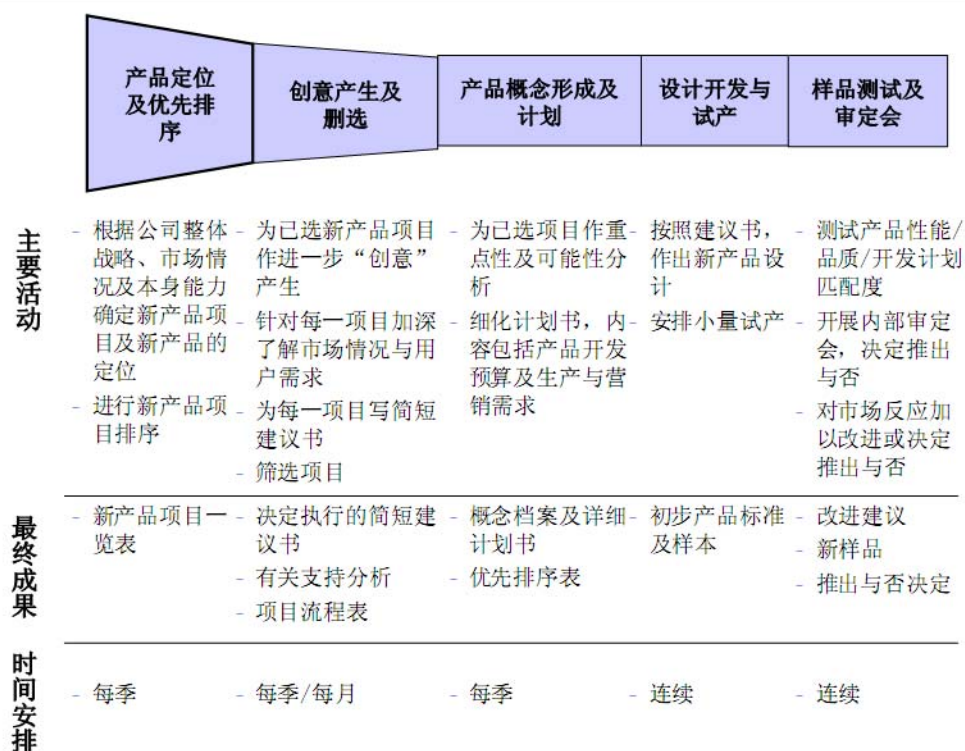 产品定位
及优先排
序
创意产生及
删选
产品概念形成及
计划
设计开发与
试产
样品测试及
审定会
主要活动
- 根据公司整体
战略、市场情
况及本身能力
确定新产品项
目及新产品的
定位
- 进行新产品项
目排序
- 为已选新产品项目
作进一步“创意”
产生
- 针对每一项目加深
了解市场情况与用
户需求
- 为每一项目写简短
建议书
- 筛选项目
- 为已选项目作重
点性及可能性分
析
- 细化计划书，内
容包括产品开发
预算及生产与营
销需求
- 按照建议书，
作出新产品设
计
- 安排小量试产
- 测试产品性能/
品质/开发计划
匹配度
- 开展内部审定
会，决定推出
与否
- 对市场反应加
以改进或决定
推出与否
最终成果
- 新产品项目一
览表
- 决定执行的简短建
议书
- 有关支持分析
- 项目流程表
- 概念档案及详细
计划书
- 优先排序表
- 初步产品标准
及样本
- 改进建议
- 新样品
- 推出与否决定
时间安排
- 每季
- 每季/每月
- 每季
- 连续
- 连续